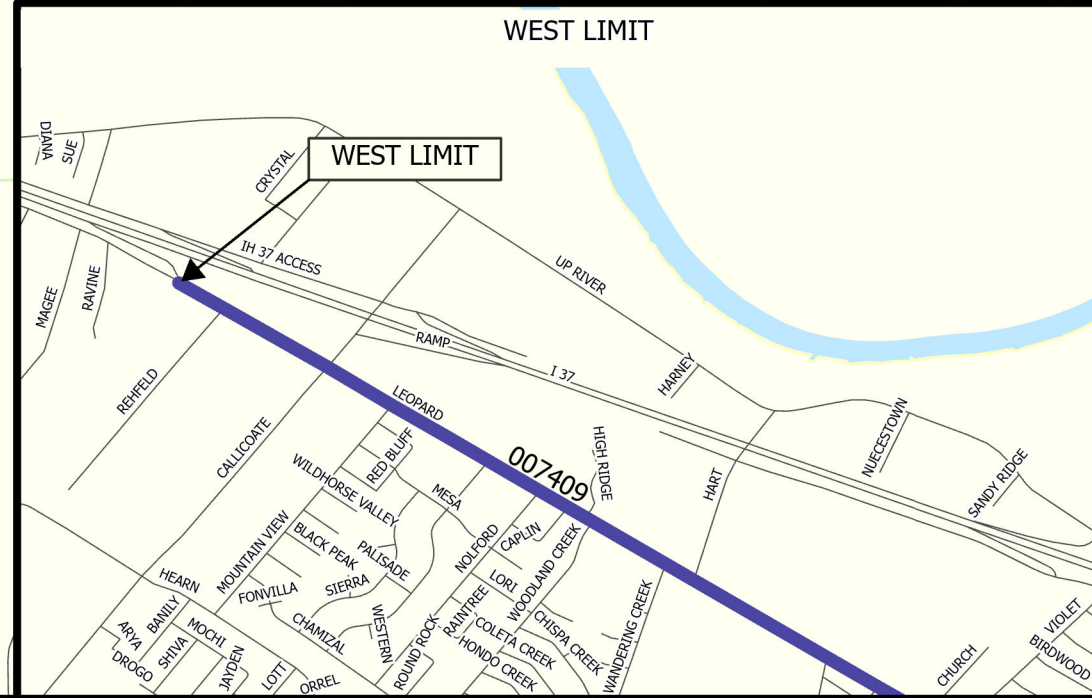 WEST LIMIT
WEST LIMIT
DIANA
SUE
CRYSTAL
IH 37 ACCESS
UP RIVER
MAGEE
RAVINE
RAMP
I 37
HARNEY
REHFELD
LEOPARD
NUECESTOWN
CALLICOATE
RED BLUFF
HIGH RIDGE
007409
HART
SANDY RIDGE
WILDHORSE VALLEY
MESA
MOUNTAIN VIEW
BLACK PEAK
PALISADE
NOLFORD
CAPLIN
WOODLAND CREEK
HEARN
FONVILLA
SIERRA
LORI
RAINTREE
WANDERING CREEK
BANILY
ARYA
MOCHI
CHAMIZAL
WESTERN
ROUND ROCK
COLETA CREEK
CHISPA CREEK
VIOLET
BIRDWOOD
DROGO
SHIVA
JAYDEN
LOTT
ORREL
HONDO CREEK
CHURCH